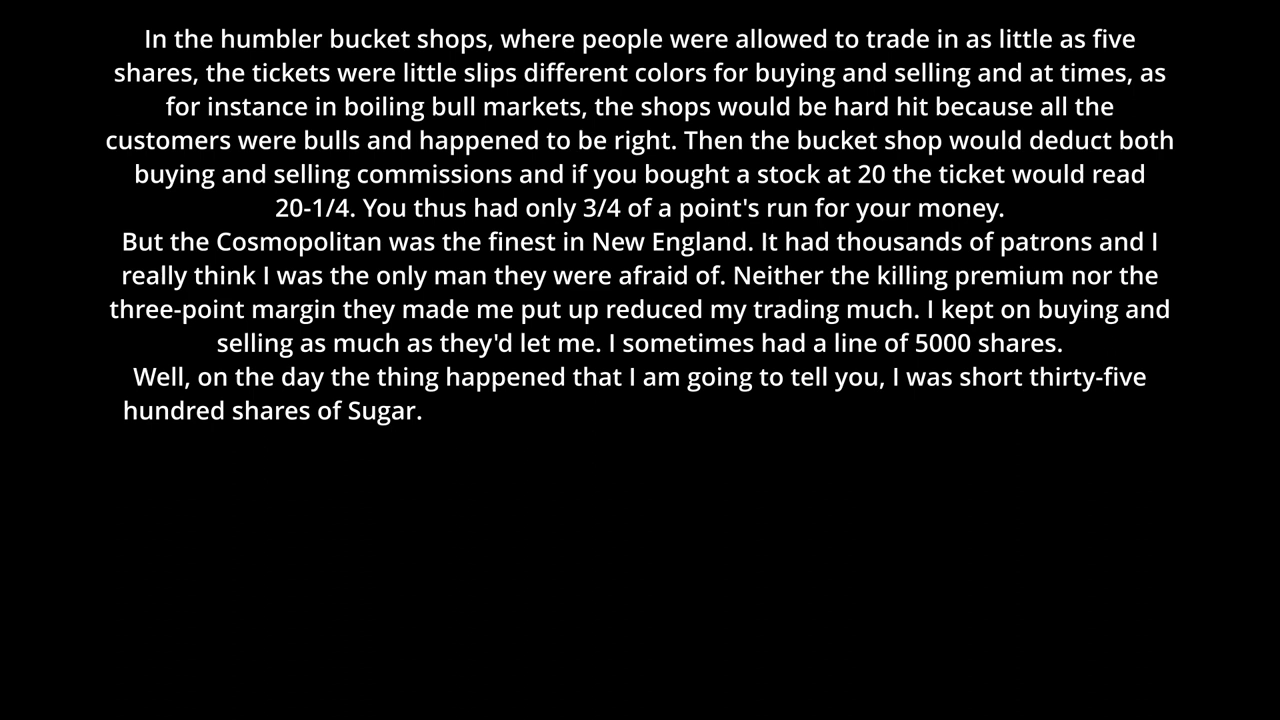 In the humbler bucket shops, where people were allowed to trade in as little as five
shares, the tickets were little slips different colors for buying and selling and at times, as
for instance in boiling bull markets, the shops would be hard hit because all the
customers were bulls and happened to be right. Then the bucket shop would deduct both
buying and selling commissions and if you bought a stock at 20 the ticket would read
20-1/4. You thus had only 3/4 of a point's run for your money.
But the Cosmopolitan was the finest in New England. It had thousands of patrons and I
really think I was the only man they were afraid of. Neither the killing premium nor the
three-point margin they made me put up reduced my trading much. I kept on buying and
selling as much as they'd let me. I sometimes had a line of 5000 shares.
Well, on the day the thing happened that I am going to tell you, I was short thirty-five
hundred shares of Sugar.